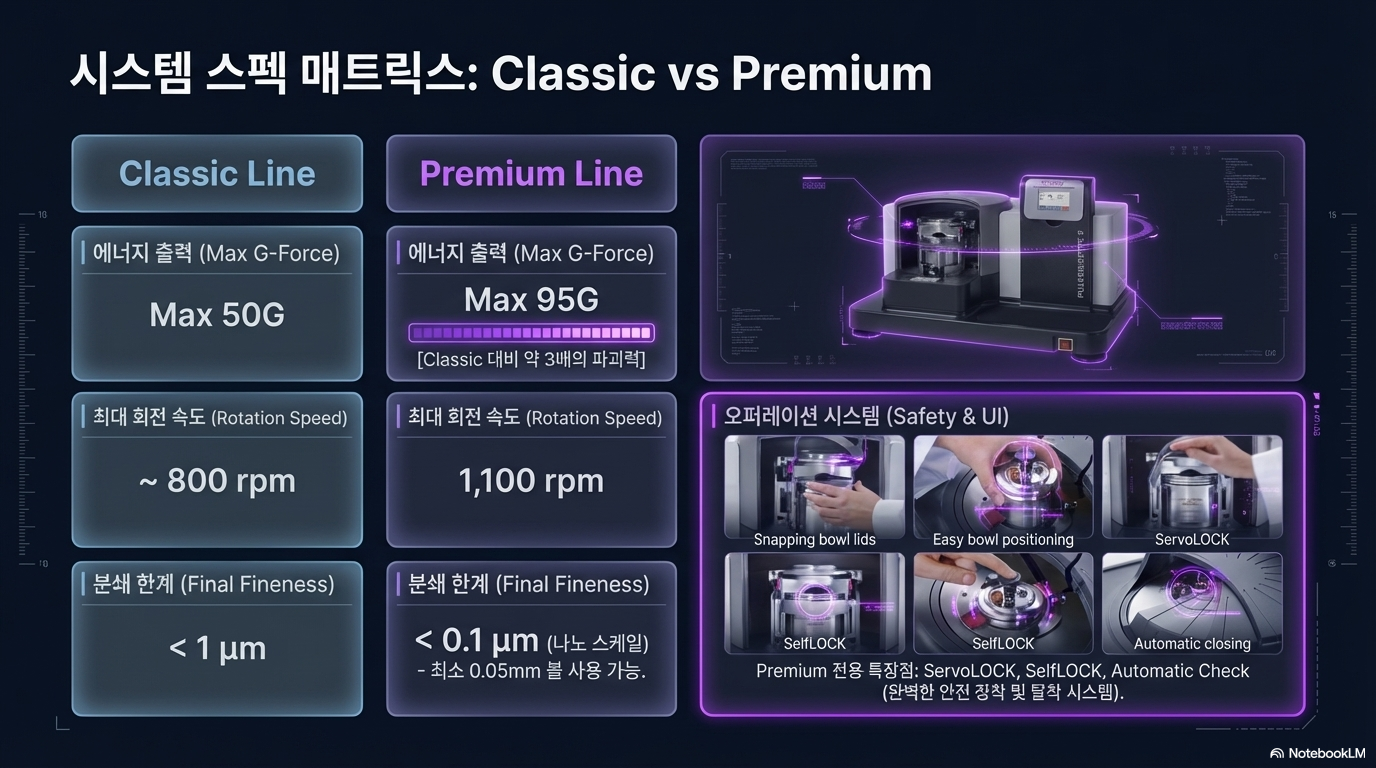 시스템 스펙 매트릭스: Classic vs Premium
Classic Line
Premium Line
에너지 출력 (Max G-Force)
Max 50G
에너지 출력 (Max G-Force)
Max 95G
[Classic 대비 약 3배의 파괴력]
최대 회전 속도 (Rotation Speed)
~ 800 rpm
최대 회전 속도 (Rotation Speed)
1,100 rpm
분쇄 한계 (Final Fineness)
< 1 µm
분쇄 한계 (Final Fineness)
< 0.1 µm (나노 스케일)
- 최소 0.05mm 볼 사용 가능.
오퍼레이션 시스템 (Safety & UI)
Snapping bowl lids
Easy bowl positioning
ServoLOCK
SelfLOCK
SelfLOCK
Automatic closing
Premium 전용 특장점: ServoLOCK, SelfLOCK, Automatic Check
(완벽한 안전 장착 및 탈착 시스템).
NotebookLM